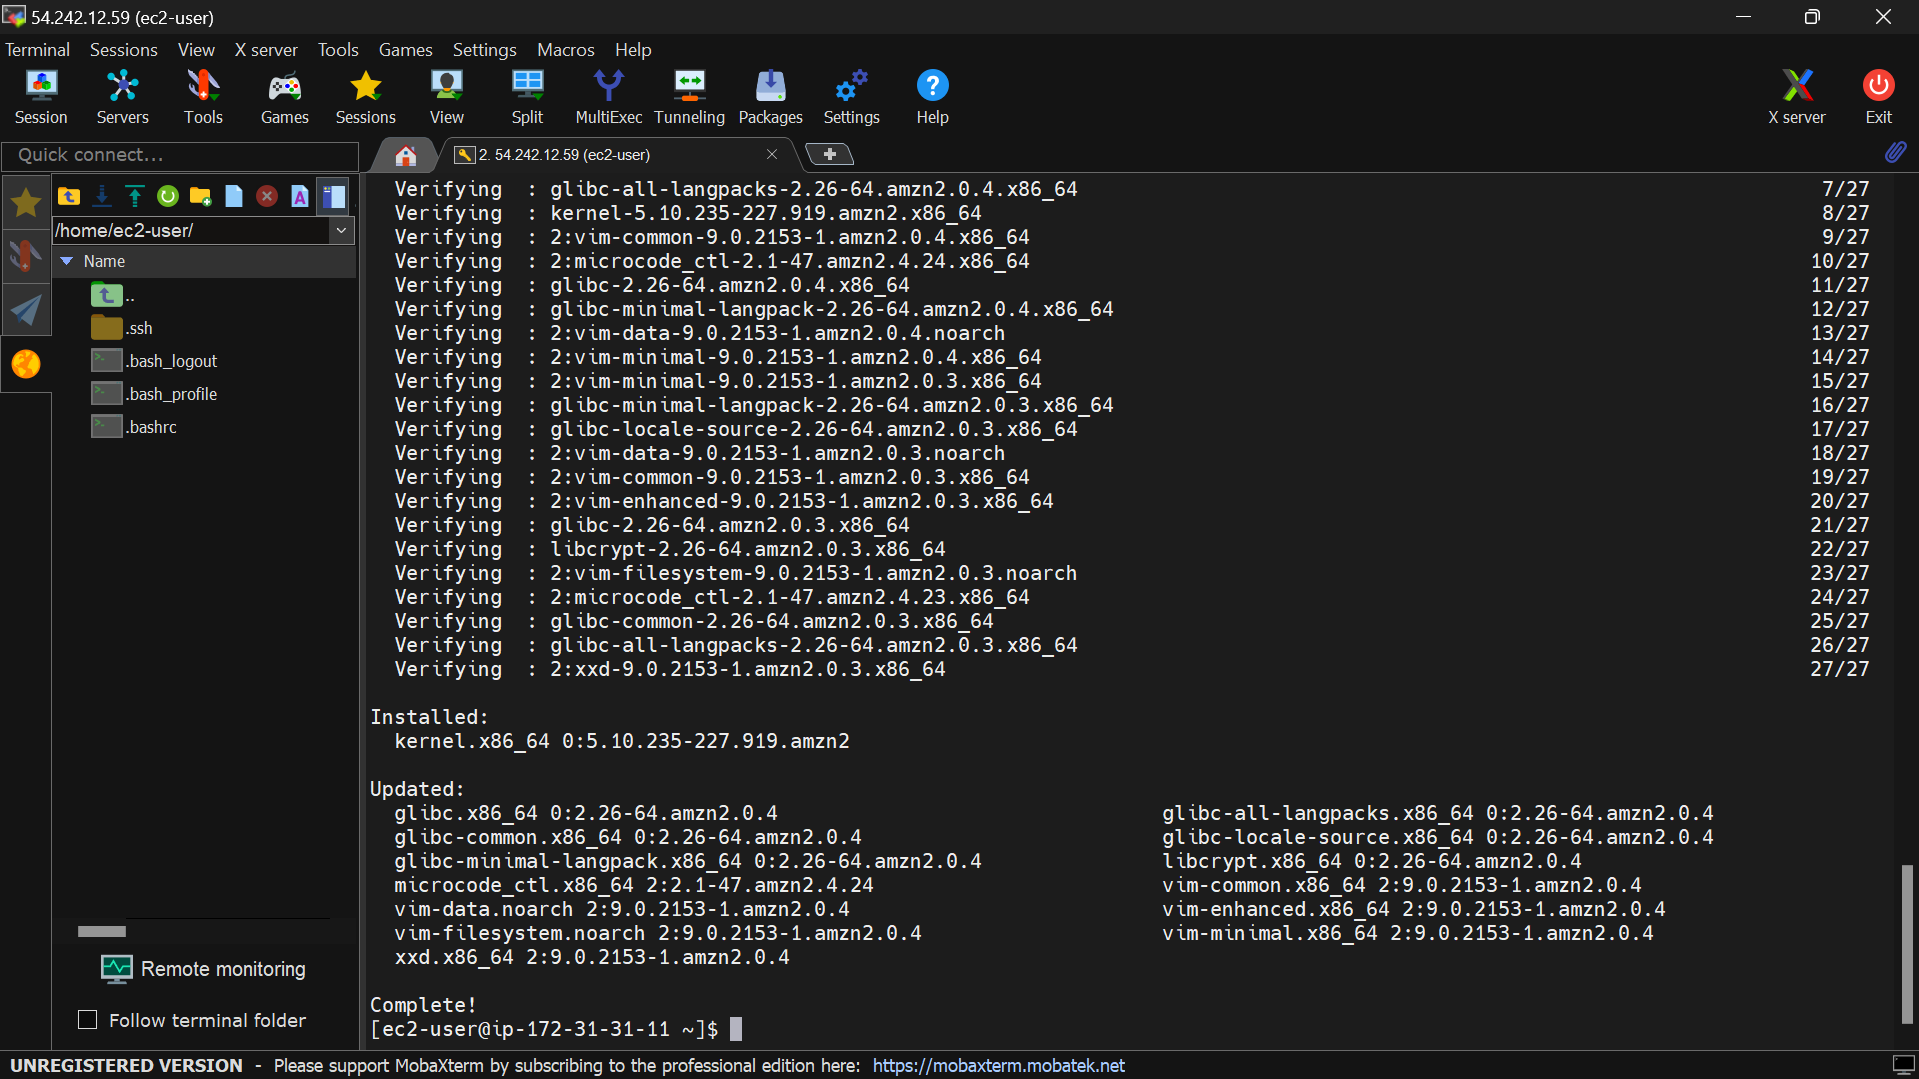 54.242.12.59 (ec2-user)
Terminal Sessions View X server Tools Games Settings Macros Help
Session Servers Tools Games Sessions View Split MultiExec Tunneling Packages Settings Help X server Exit
Quick connect...
2. 54.242.12.59 (ec2-user)
/home/ec2-user/
Name
..
.ssh
.bash_logout
.bash_profile
.bashrc
Remote monitoring
Follow terminal folder
Verifying : glibc-all-langpacks-2.26-64.amzn2.0.4.x86_64 7/27
Verifying : kernel-5.10.235-227.919.amzn2.x86_64 8/27
Verifying : 2:vim-common-9.0.2153-1.amzn2.0.4.x86_64 9/27
Verifying : 2:microcode_ctl-2.1-47.amzn2.4.24.x86_64 10/27
Verifying : glibc-2.26-64.amzn2.0.4.x86_64 11/27
Verifying : glibc-minimal-langpack-2.26-64.amzn2.0.4.x86_64 12/27
Verifying : 2:vim-data-9.0.2153-1.amzn2.0.4.noarch 13/27
Verifying : 2:vim-minimal-9.0.2153-1.amzn2.0.4.x86_64 14/27
Verifying : 2:vim-minimal-9.0.2153-1.amzn2.0.3.x86_64 15/27
Verifying : glibc-minimal-langpack-2.26-64.amzn2.0.3.x86_64 16/27
Verifying : glibc-locale-source-2.26-64.amzn2.0.3.x86_64 17/27
Verifying : 2:vim-data-9.0.2153-1.amzn2.0.3.noarch 18/27
Verifying : 2:vim-common-9.0.2153-1.amzn2.0.3.x86_64 19/27
Verifying : 2:vim-enhanced-9.0.2153-1.amzn2.0.3.x86_64 20/27
Verifying : glibc-2.26-64.amzn2.0.3.x86_64 21/27
Verifying : libcrypt-2.26-64.amzn2.0.3.x86_64 22/27
Verifying : 2:vim-filesystem-9.0.2153-1.amzn2.0.3.noarch 23/27
Verifying : 2:microcode_ctl-2.1-47.amzn2.4.23.x86_64 24/27
Verifying : glibc-common-2.26-64.amzn2.0.3.x86_64 25/27
Verifying : glibc-all-langpacks-2.26-64.amzn2.0.3.x86_64 26/27
Verifying : 2:xxd-9.0.2153-1.amzn2.0.3.x86_64 27/27
Installed:
kernel.x86_64 0:5.10.235-227.919.amzn2
Updated:
glibc.x86_64 0:2.26-64.amzn2.0.4 glibc-all-langpacks.x86_64 0:2.26-64.amzn2.0.4
glibc-common.x86_64 0:2.26-64.amzn2.0.4 glibc-locale-source.x86_64 0:2.26-64.amzn2.0.4
glibc-minimal-langpack.x86_64 0:2.26-64.amzn2.0.4 libcrypt.x86_64 0:2.26-64.amzn2.0.4
microcode_ctl.x86_64 2:2.1-47.amzn2.4.24 vim-common.x86_64 2:9.0.2153-1.amzn2.0.4
vim-data.noarch 2:9.0.2153-1.amzn2.0.4 vim-enhanced.x86_64 2:9.0.2153-1.amzn2.0.4
vim-filesystem.noarch 2:9.0.2153-1.amzn2.0.4 vim-minimal.x86_64 2:9.0.2153-1.amzn2.0.4
xxd.x86_64 2:9.0.2153-1.amzn2.0.4
Complete!
[ec2-user@ip-172-31-31-11 ~]$
UNREGISTERED VERSION - Please support MobaXterm by subscribing to the professional edition here: https://mobaxterm.mobatek.net